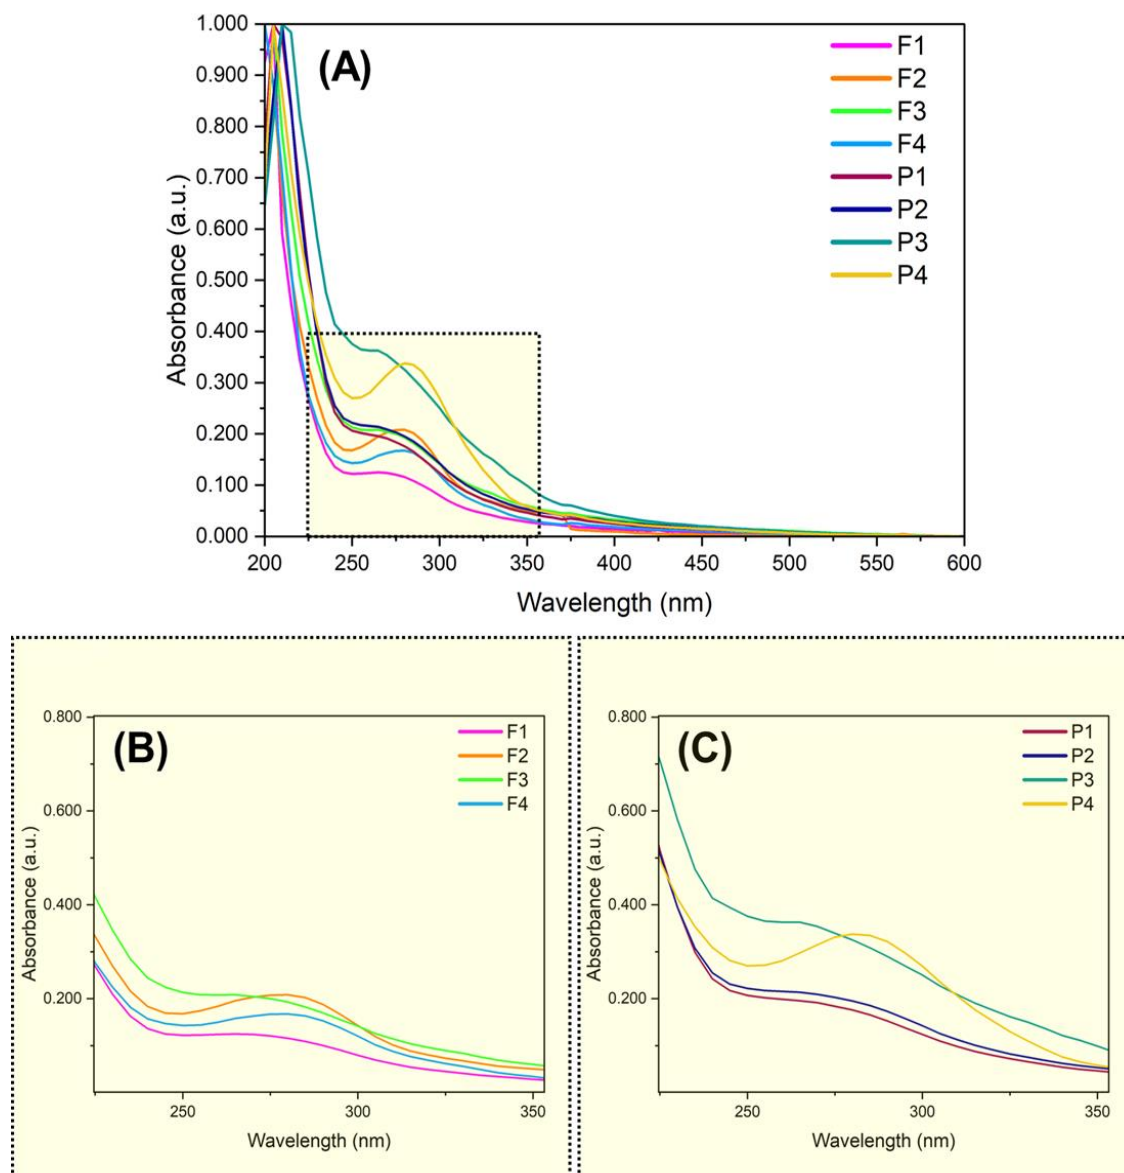 (A)
1.000
0.900
0.800
0.700
0.600
0.500
0.400
0.300
0.200
0.100
0.000
Absorbance (a.u.)
200 250 300 350 400 450 500 550 600
Wavelength (nm)
F1
F2
F3
F4
P1
P2
P3
P4
(B)
0.800
0.600
0.400
0.200
Absorbance (a.u.)
250 300 350
Wavelength (nm)
F1
F2
F3
F4
(C)
0.800
0.600
0.400
0.200
Absorbance (a.u.)
250 300 350
Wavelength (nm)
P1
P2
P3
P4